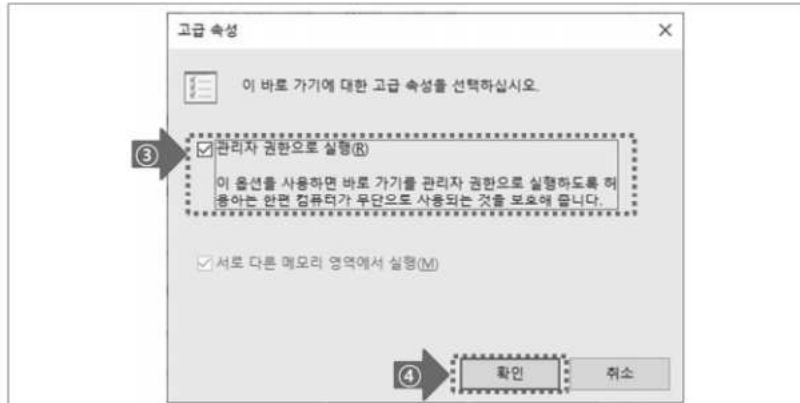 고급 속성
이 바로 가기에 대한 고급 속성을 선택하십시오.
③
관리자 권한으로 실행(R)
이 옵션을 사용하면 바로 가기를 관리자 권한으로 실행하도록 허
용하는 한편 컴퓨터가 무단으로 사용되는 것을 보호해 줍니다.
서로 다른 메모리 영역에서 실행(M)
④
확인
취소